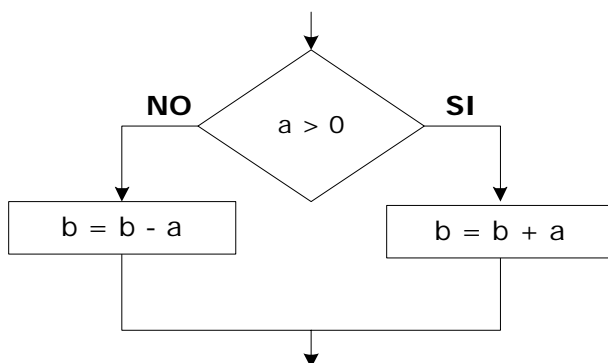 NO
SI
a > 0
b = b - a
b = b + a